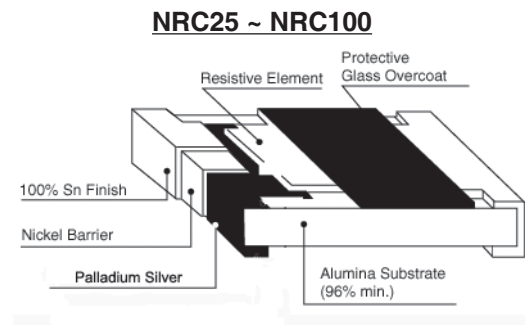 NRC25 ~ NRC100
Protective
Glass Overcoat
Resistive Element
100% Sn Finish
Nickel Barrier
Palladium Silver
Alumina Substrate
(96% min.)